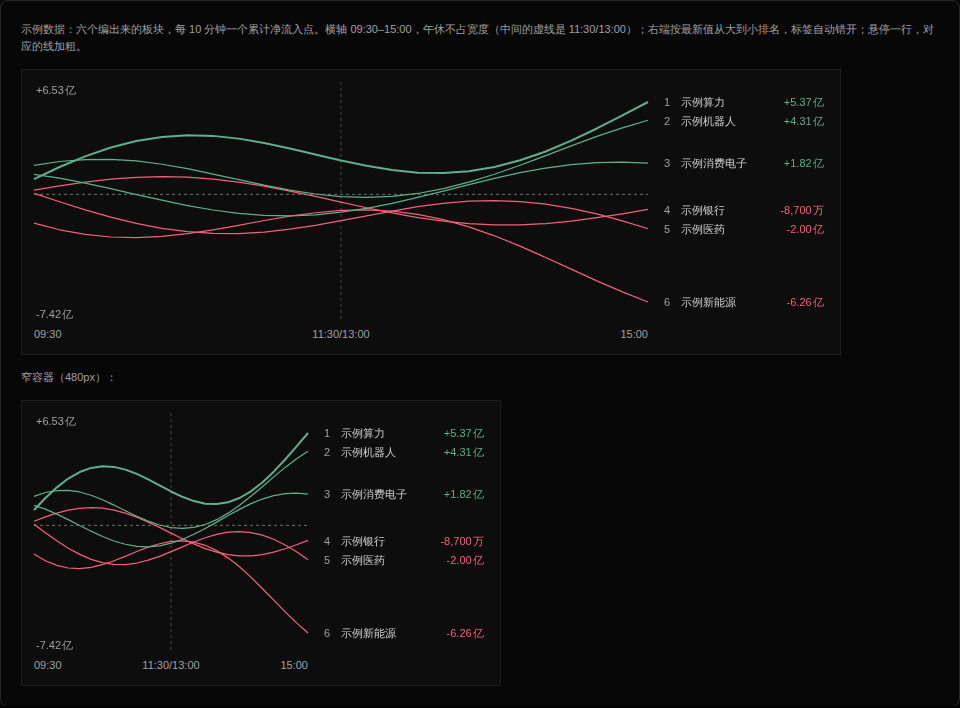 示例数据：六个编出来的板块，每 10 分钟一个累计净流入点。横轴 09:30–15:00，午休不占宽度（中间的虚线是 11:30/13:00）；右端按最新值从大到小排名，标签自动错开；悬停一行，对
应的线加粗。
+6.53亿
1 示例算力 +5.37亿
2 示例机器人 +4.31亿
3 示例消费电子 +1.82亿
4 示例银行 -8,700万
5 示例医药 -2.00亿
6 示例新能源 -6.26亿
-7.42亿
09:30 11:30/13:00 15:00
窄容器（480px）：
+6.53亿
1 示例算力 +5.37亿
2 示例机器人 +4.31亿
3 示例消费电子 +1.82亿
4 示例银行 -8,700万
5 示例医药 -2.00亿
6 示例新能源 -6.26亿
-7.42亿
09:30 11:30/13:00 15:00